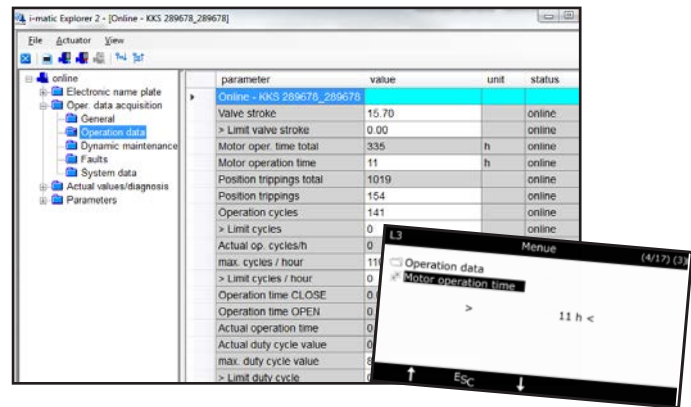 i-matic Explorer 2 - [Online - KKS 289678_289678]
File Actuator View
online
Electronic name plate
Oper. data acquisition
General
Operation data
Dynamic maintenance
Faults
System data
Actual values/diagnosis
Parameters
parameter value unit status
Online - KKS 289678_289678
Valve stroke 15.70 online
> Limit valve stroke 0.00 online
Motor oper. time total 335 h online
Motor operation time 11 h online
Position trippings total 1019 online
Position trippings 154 online
Operation cycles 141 online
> Limit cycles 0 online
Actual op. cycles/h 0
max. cycles / hour
> Limit cycles / hour 0
Operation time CLOSE
Operation time OPEN
Actual operation time
Actual duty cycle value
max. duty cycle value
> Limit duty cycle
L3 Menue (4/17) (3)
Operation data
Motor operation time
> 11 h <
ESC